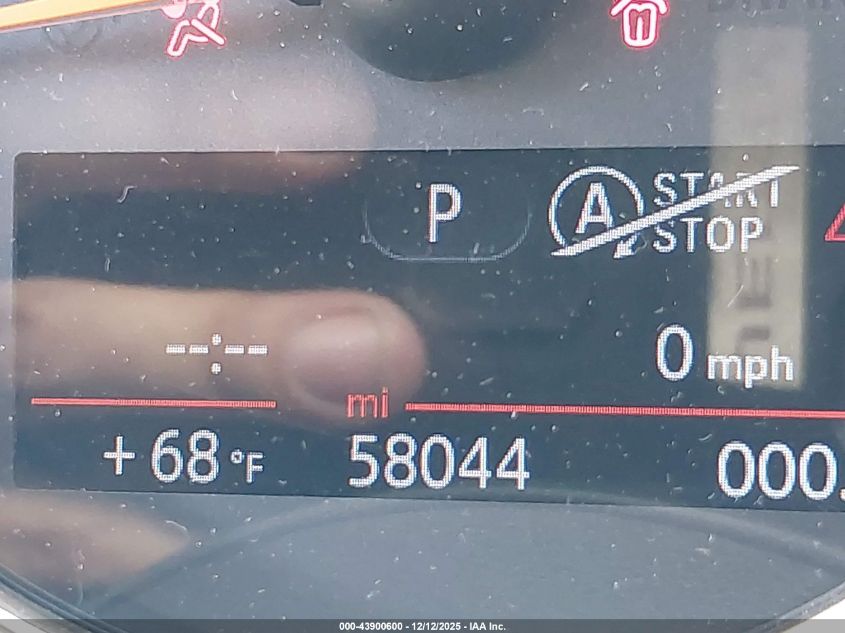 P
A START
STOP
--:--
0 mph
mi
+68 °F
58044
000.
000-43900600 - 12/12/2025 - IAA Inc.